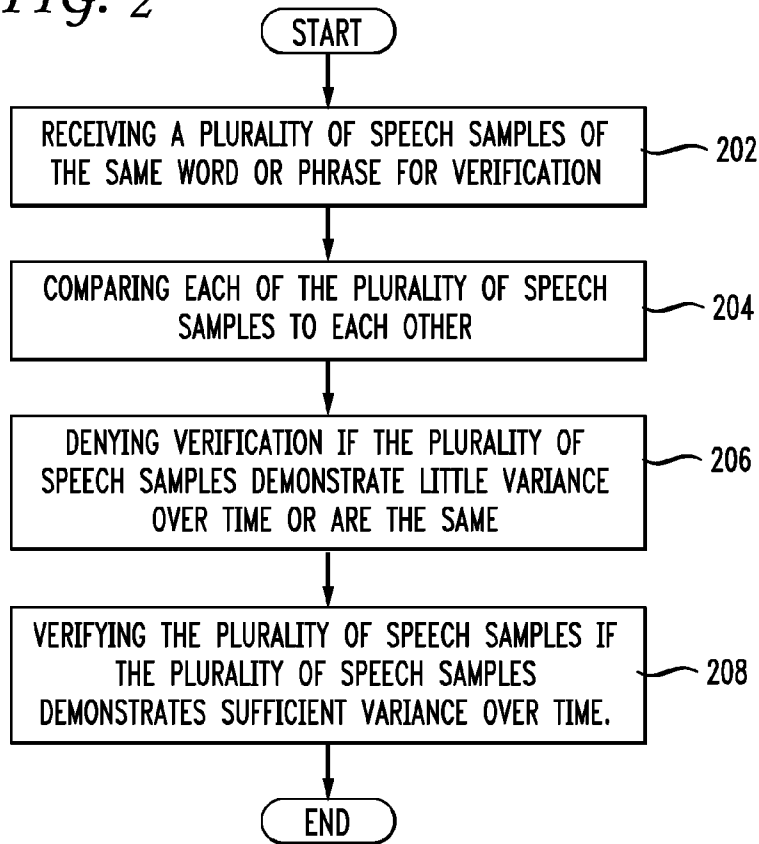 FIG. 2
START
RECEIVING A PLURALITY OF SPEECH SAMPLES OF
THE SAME WORD OR PHRASE FOR VERIFICATION
202
COMPARING EACH OF THE PLURALITY OF SPEECH
SAMPLES TO EACH OTHER
204
DENYING VERIFICATION IF THE PLURALITY OF
SPEECH SAMPLES DEMONSTRATE LITTLE VARIANCE
OVER TIME OR ARE THE SAME
206
VERIFYING THE PLURALITY OF SPEECH SAMPLES IF
THE PLURALITY OF SPEECH SAMPLES
DEMONSTRATES SUFFICIENT VARIANCE OVER TIME.
208
END